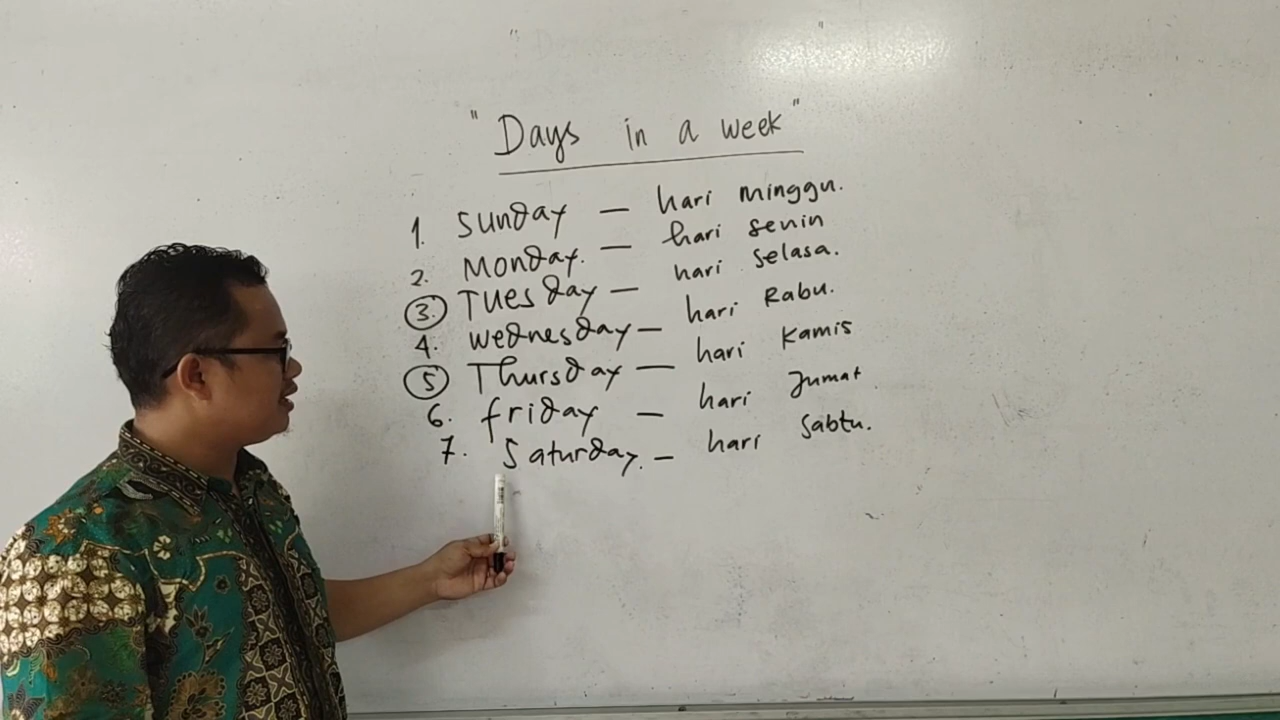 "Days in a week"
1. Sunday — hari minggu.
2. Monday. — hari senin
3. Tuesday — hari selasa.
4. Wednesday — hari Rabu.
5 Thursday — hari Kamis
6. friday — hari Jumat.
7. Saturday. — hari Sabtu.